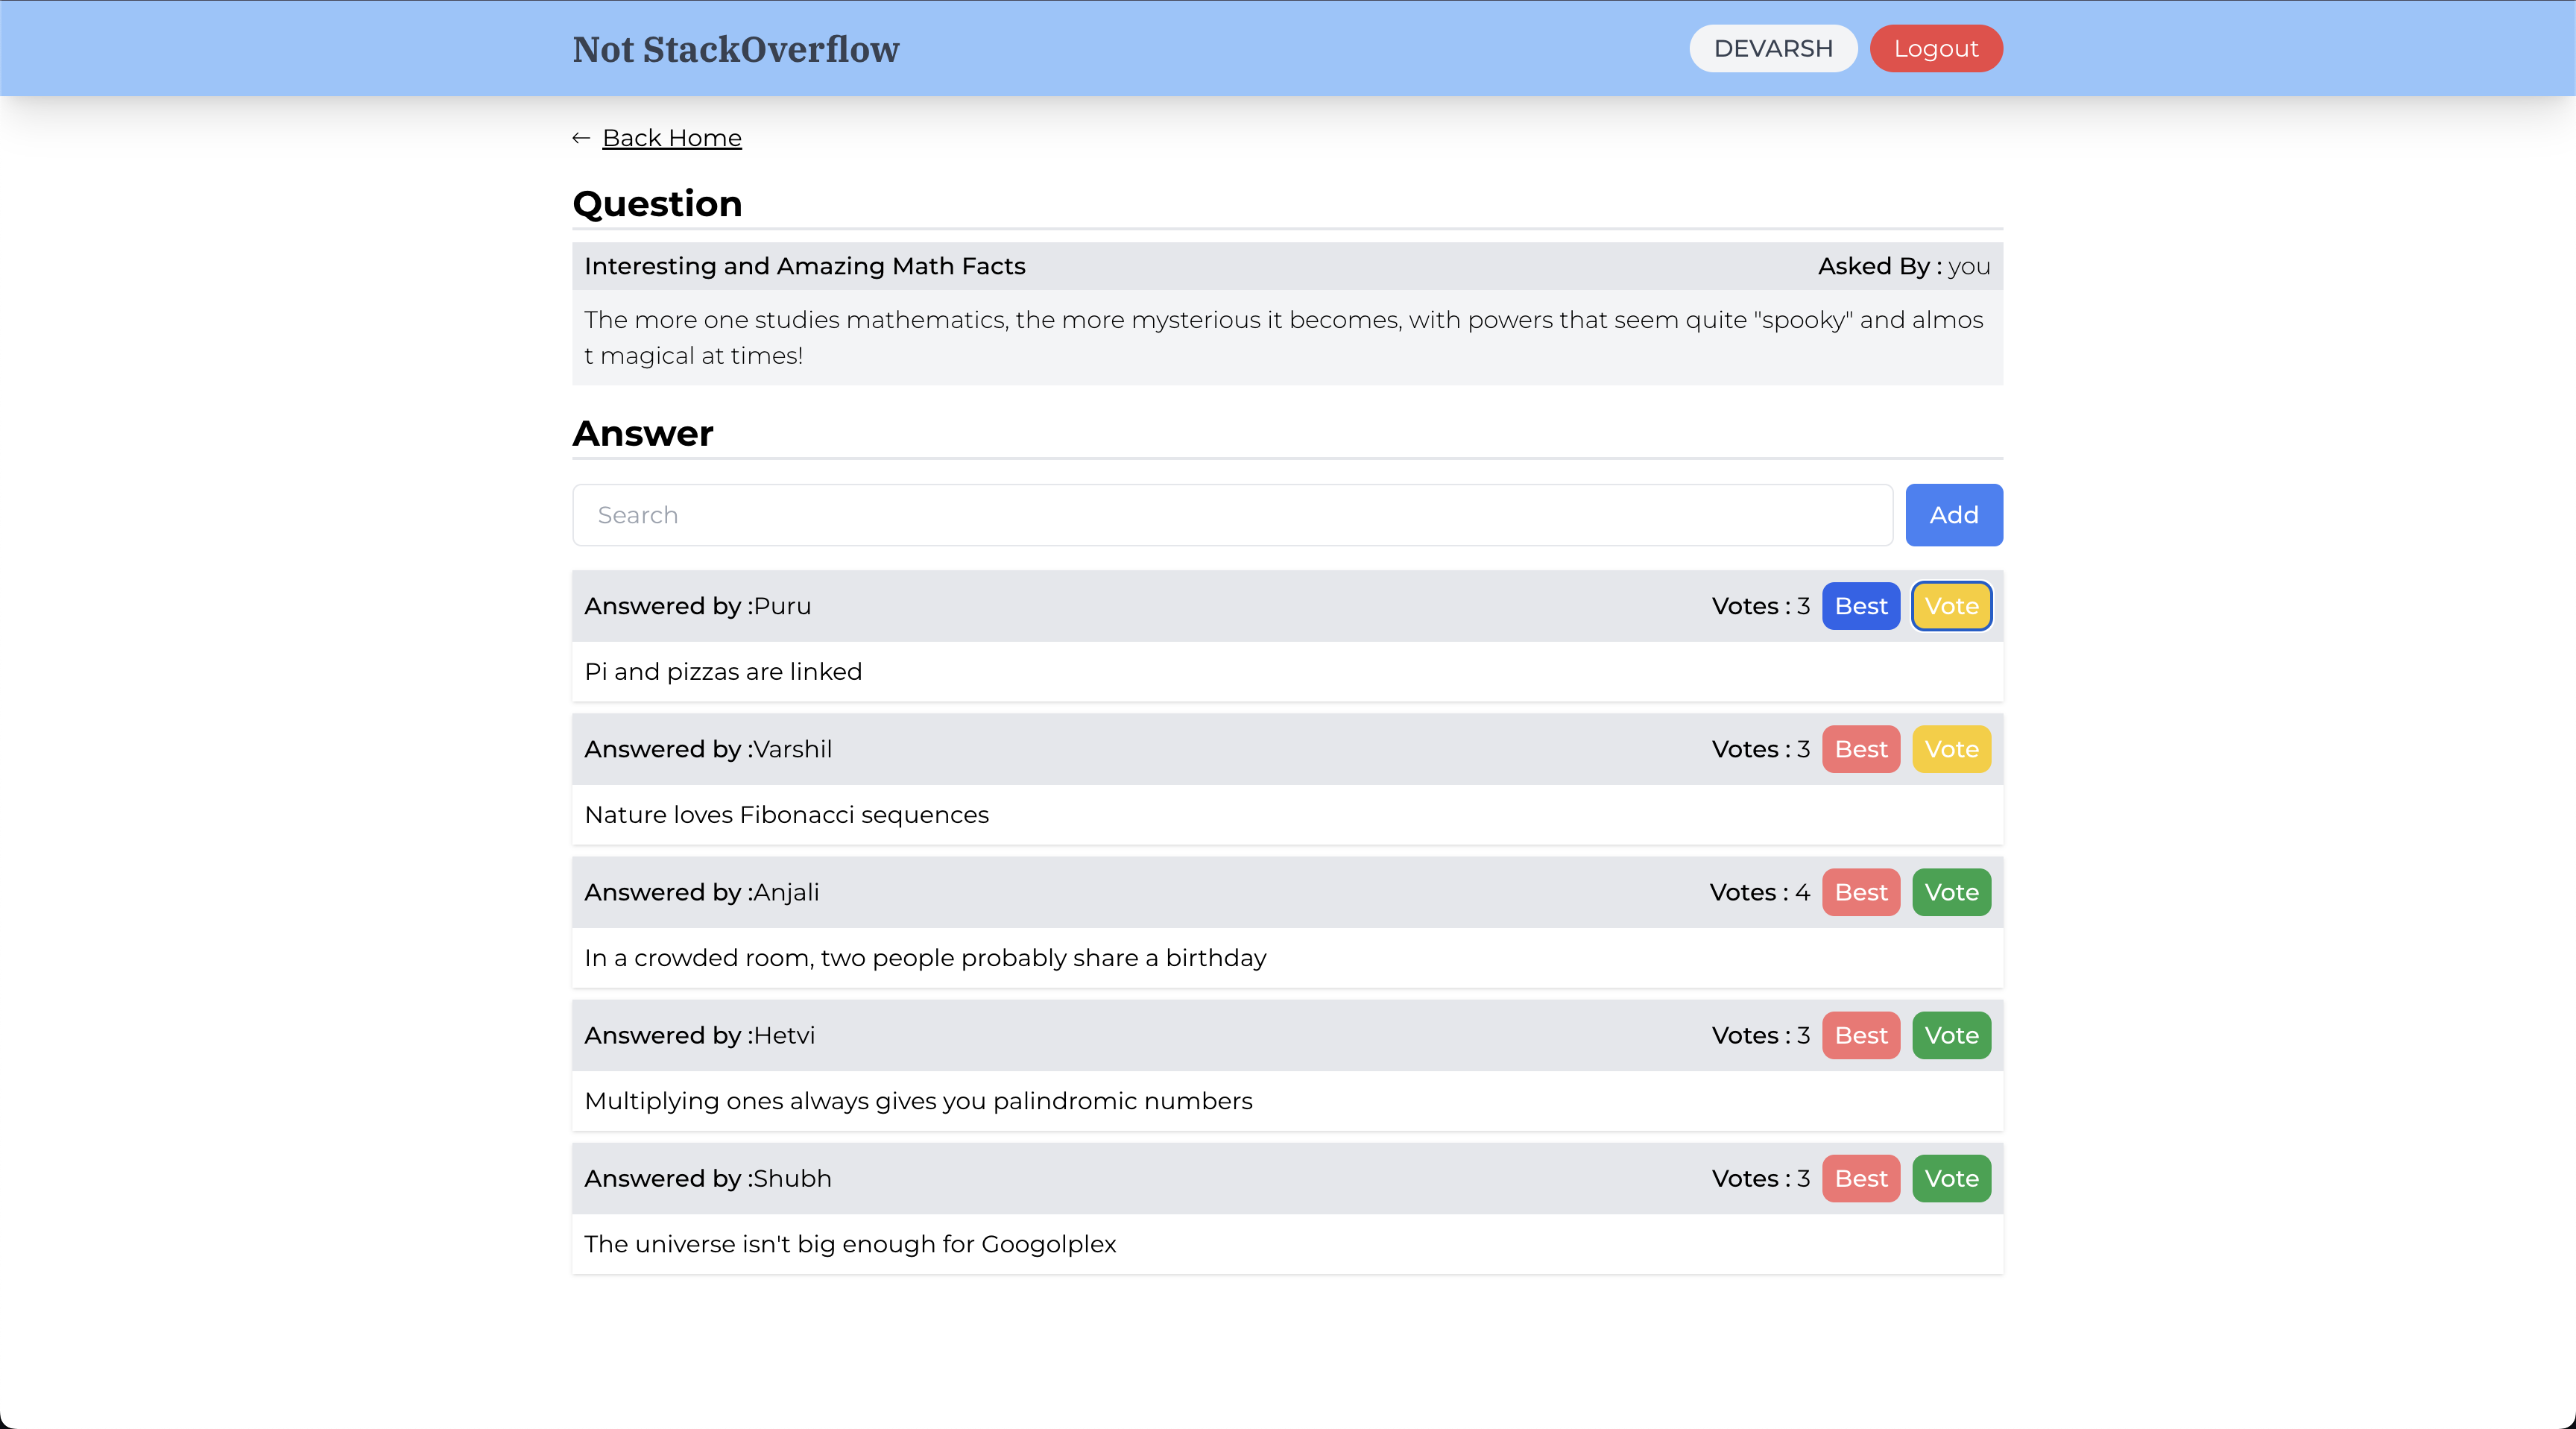 Not StackOverflow
DEVARSH
Logout
← Back Home
Question
Interesting and Amazing Math Facts
Asked By : you
The more one studies mathematics, the more mysterious it becomes, with powers that seem quite "spooky" and almos
t magical at times!
Answer
Search
Add
Answered by :Puru
Votes : 3 Best Vote
Pi and pizzas are linked
Answered by :Varshil
Votes : 3 Best Vote
Nature loves Fibonacci sequences
Answered by :Anjali
Votes : 4 Best Vote
In a crowded room, two people probably share a birthday
Answered by :Hetvi
Votes : 3 Best Vote
Multiplying ones always gives you palindromic numbers
Answered by :Shubh
Votes : 3 Best Vote
The universe isn't big enough for Googolplex